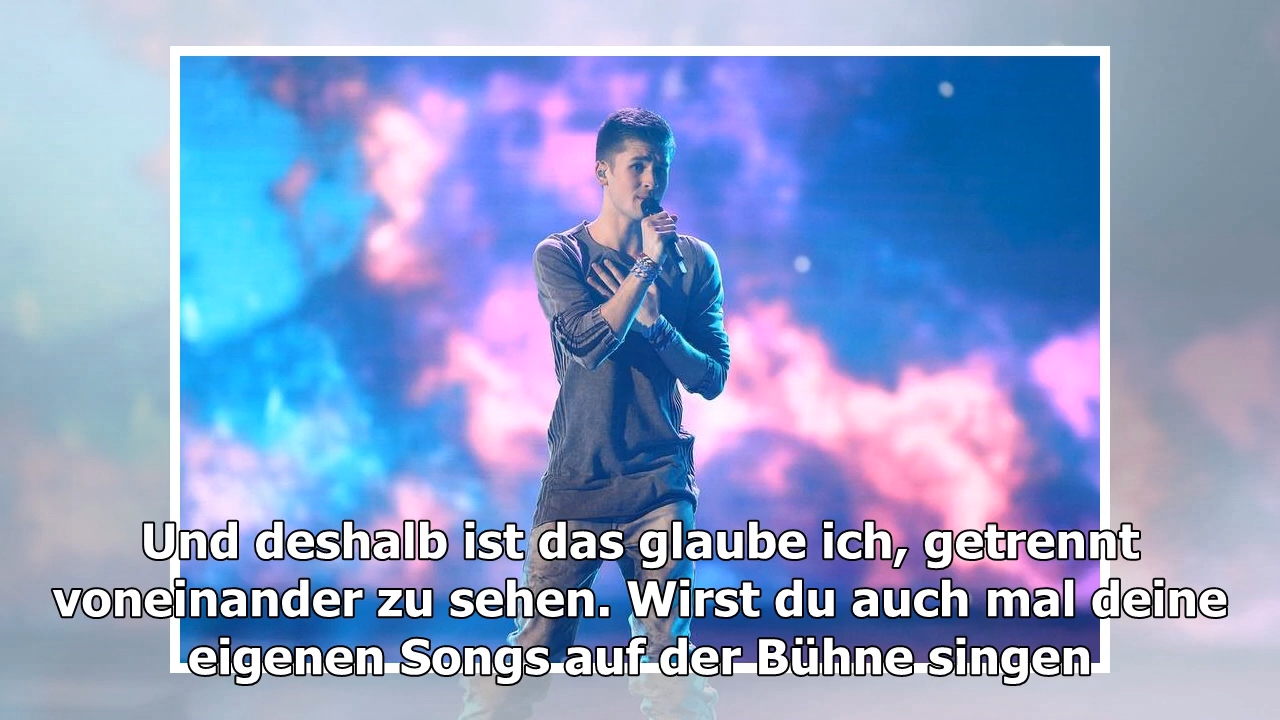 Und deshalb ist das glaube ich, getrennt
voneinander zu sehen. Wirst du auch mal deine
eigenen Songs auf der Bühne singen